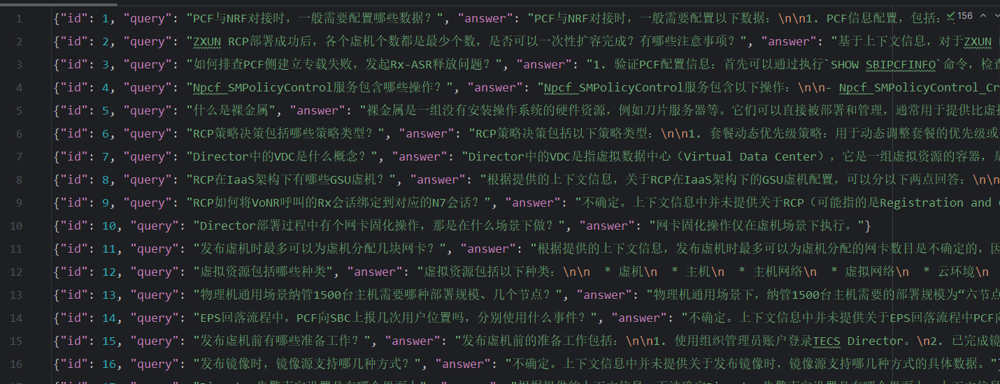 1 {"id": 1, "query": "PCF与NRF对接时，一般需要配置哪些数据？", "answer": "PCF与NRF对接时，一般需要配置以下数据：\n\n1. PCF信息配置，包括： 156
2 {"id": 2, "query": "ZXUN RCP部署成功后，各个虚机个数都是最少个数，是否可以一次性扩容完成？有哪些注意事项？", "answer": "基于上下文信息，对于ZXUN
3 {"id": 3, "query": "如何排查PCF侧建立专载失败，发起Rx-ASR释放问题？", "answer": "1. 验证PCF配置信息：首先可以通过执行`SHOW SBIPCFINFO`命令，检查
4 {"id": 4, "query": "Npcf_SMPolicyControl服务包含哪些操作？", "answer": "Npcf_SMPolicyControl服务包含以下操作：\n\n- Npcf_SMPolicyControl_Cr
5 {"id": 5, "query": "什么是裸金属", "answer": "裸金属是一组没有安装操作系统的硬件资源，例如刀片服务器等。它们可以直接被部署和管理，通常用于提供比虚拟
6 {"id": 6, "query": "RCP策略决策包括哪些策略类型？", "answer": "RCP策略决策包括以下策略类型：\n\n1. 套餐动态优先级策略：用于动态调整套餐的优先级或
7 {"id": 7, "query": "Director中的VDC是什么概念？", "answer": "Director中的VDC是指虚拟数据中心（Virtual Data Center），它是一组虚拟资源的容器，是
8 {"id": 8, "query": "RCP在IaaS架构下有哪些GSU虚机？", "answer": "根据提供的上下文信息，关于RCP在IaaS架构下的GSU虚机配置，可以分以下两点回答：\n\n
9 {"id": 9, "query": "RCP如何将VoNR呼叫的Rx会话绑定到对应的N7会话？", "answer": "不确定。上下文信息中并未提供关于RCP（可能指的是Registration and
10 {"id": 10, "query": "Director部署过程中有个网卡固化操作，那是在什么场景下做？", "answer": "网卡固化操作仅在虚机场景下执行。"}
11 {"id": 11, "query": "发布虚机时最多可以为虚机分配几块网卡？", "answer": "根据提供的上下文信息，发布虚机时最多可以为虚机分配的网卡数目是不确定的，因
12 {"id": 12, "query": "虚拟资源包括哪些种类", "answer": "虚拟资源包括以下种类：\n\n  * 虚机\n  * 主机\n  * 主机网络\n  * 虚拟网络\n  * 云环境\n
13 {"id": 13, "query": "物理机通用场景纳管1500台主机需要哪种部署规模、几个节点？", "answer": "物理机通用场景下，纳管1500台主机需要的部署规模为“六节点
14 {"id": 14, "query": "EPS回落流程中，PCF向SBC上报几次用户位置吗，分别使用什么事件？", "answer": "不确定。上下文信息中并未提供关于EPS回落流程中PCF向
15 {"id": 15, "query": "发布虚机前有哪些准备工作？", "answer": "发布虚机前的准备工作包括：\n\n1. 使用组织管理员账户登录TECS Director。\n2. 已完成镜
16 {"id": 16, "query": "发布镜像时，镜像源支持哪几种方式？", "answer": "不确定。上下文信息中并未提供关于发布镜像时，镜像源支持哪几种方式的具体数据。"}